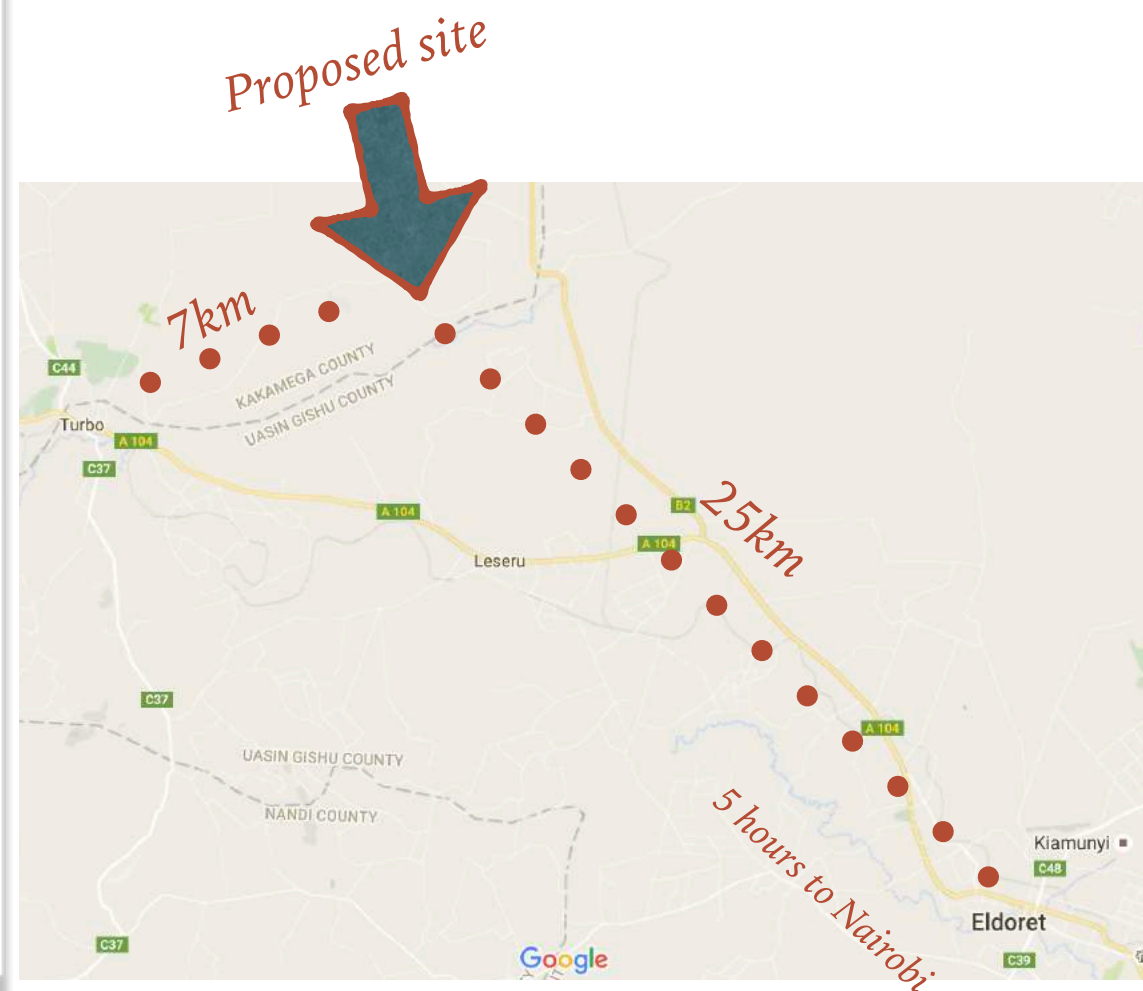 Proposed site
7km
KAKAMEGA COUNTY
UASIN GISHU COUNTY
C44
Turbo
A 104
C37
A 104
B2
25km
A 104
Leseru
C37
A 104
UASIN GISHU COUNTY
NANDI COUNTY
5 hours to Nairobi
Kiamunyi
C48
Eldoret
C37
Google
C39